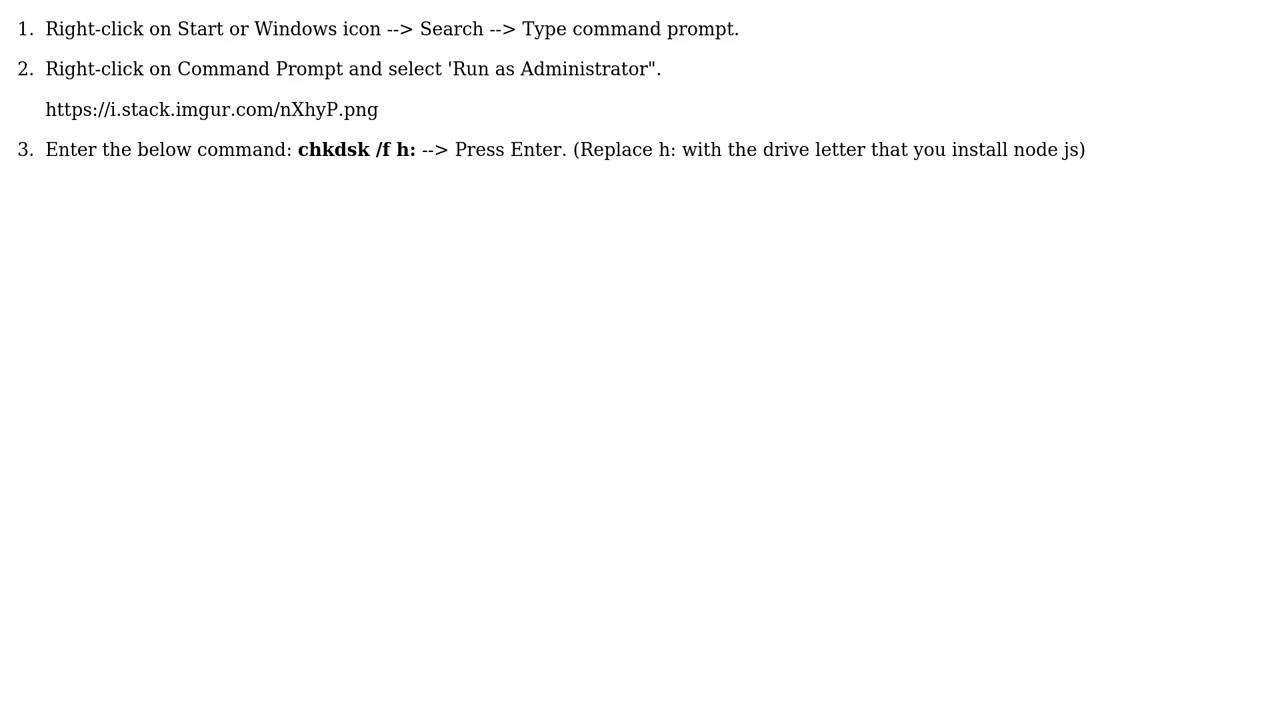 1. Right-click on Start or Windows icon --> Search --> Type command prompt.
2. Right-click on Command Prompt and select 'Run as Administrator".
https://i.stack.imgur.com/nXhyP.png
3. Enter the below command: chkdsk /f h: --> Press Enter. (Replace h: with the drive letter that you install node js)